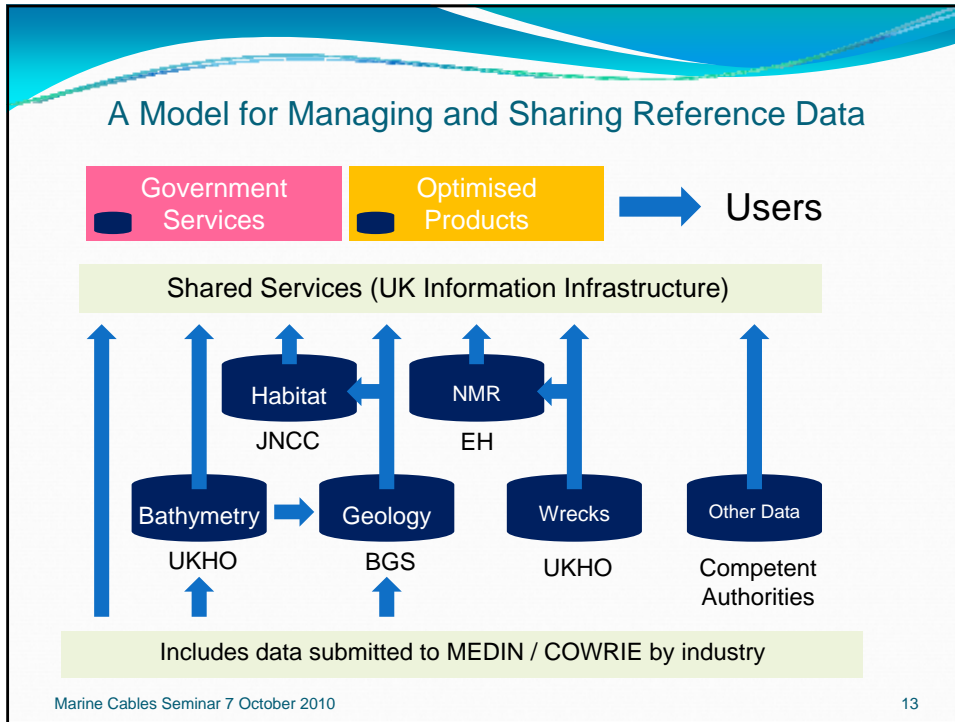 A Model for Managing and Sharing Reference Data
Government
Services
Optimised
Products
Users
Shared Services (UK Information Infrastructure)
Habitat
JNCC
NMR
EH
Bathymetry
UKHO
Geology
BGS
Wrecks
UKHO
Other Data
Competent
Authorities
Includes data submitted to MEDIN / COWRIE by industry
Marine Cables Seminar 7 October 2010
13